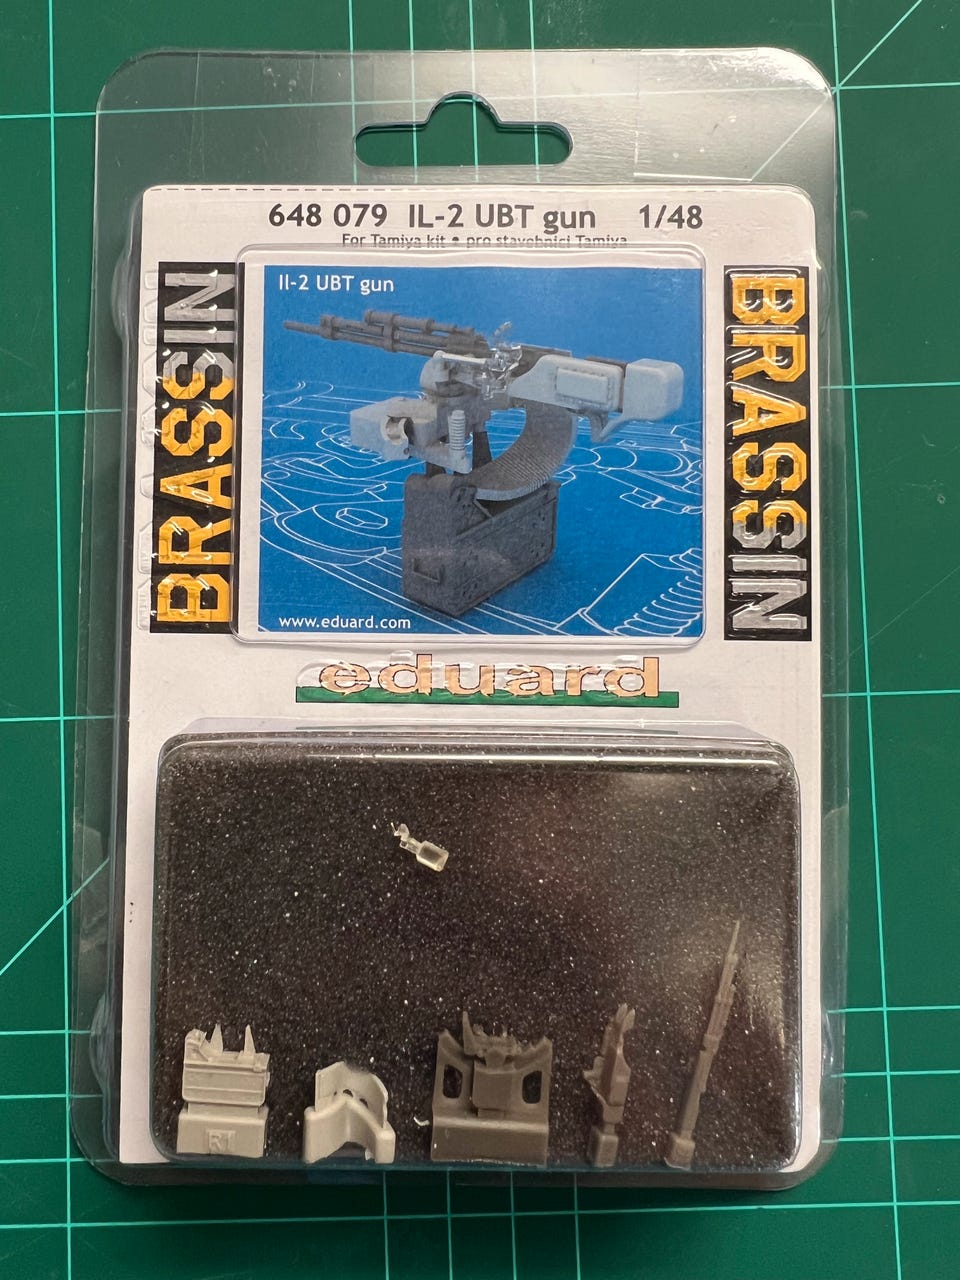 648 079 IL-2 UBT gun 1/48
For Tamiya kit • pro stavebnici Tamiya
BRASSIN
Il-2 UBT gun
www.eduard.com
BRASSIN
eduard
R1